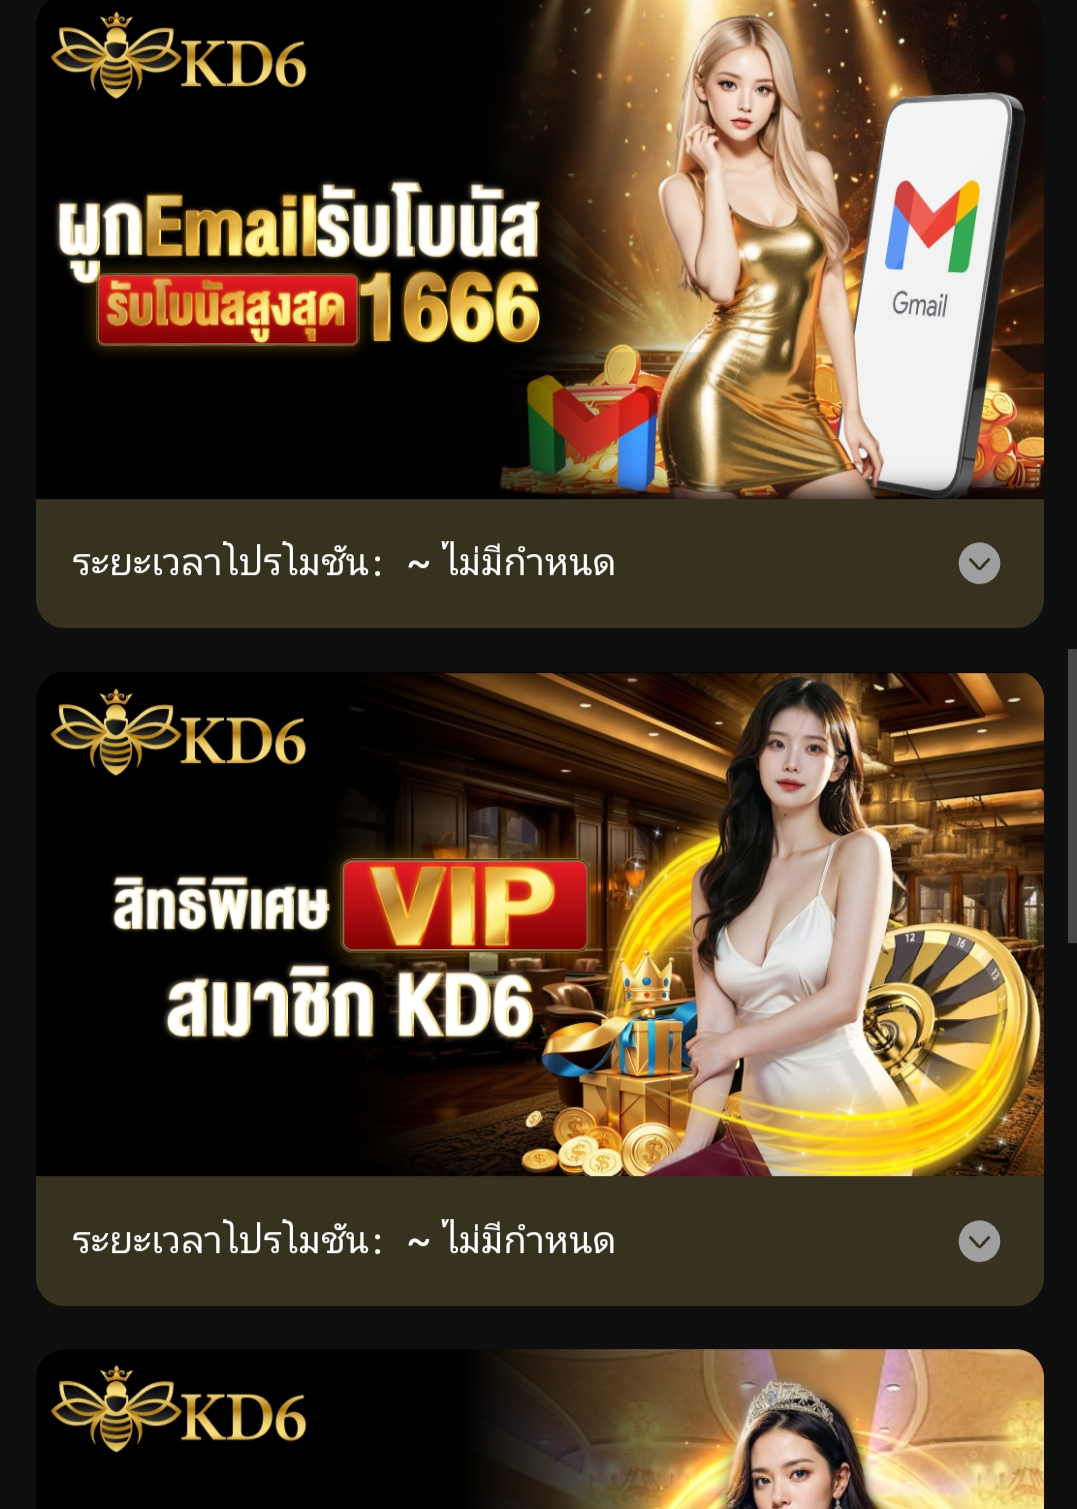 KD6
ผูกEmailรับโบนัส
รับโบนัสสูงสุด 1666
Gmail
ระยะเวลาโปรโมชั่น: ~ ไม่มีกำหนด
KD6
สิทธิพิเศษ VIP
สมาชิก KD6
12 16
ระยะเวลาโปรโมชั่น: ~ ไม่มีกำหนด
KD6